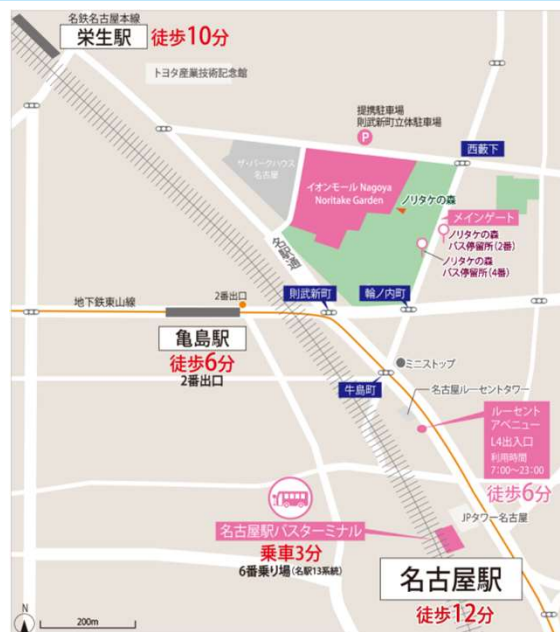 名鉄名古屋本線
栄生駅 徒歩10分
トヨタ産業技術記念館
提携駐車場
則武新町立体駐車場
P
西藪下
ザ・パークハウス
名古屋
イオンモール Nagoya
Noritake Garden
ノリタケの森
メインゲート
ノリタケの森
バス停留所(2番)
ノリタケの森
バス停留所(4番)
名駅通
地下鉄東山線
2番出口
則武新町
輪ノ内町
亀島駅
徒歩6分
2番出口
ミニストップ
牛島町
名古屋ルーセントタワー
ルーセント
アベニュー
L4出入口
利用時間
7:00～23:00
徒歩6分
JPタワー名古屋
名古屋駅バスターミナル
乗車3分
6番乗り場(名駅13系統)
名古屋駅
徒歩12分
N
200m